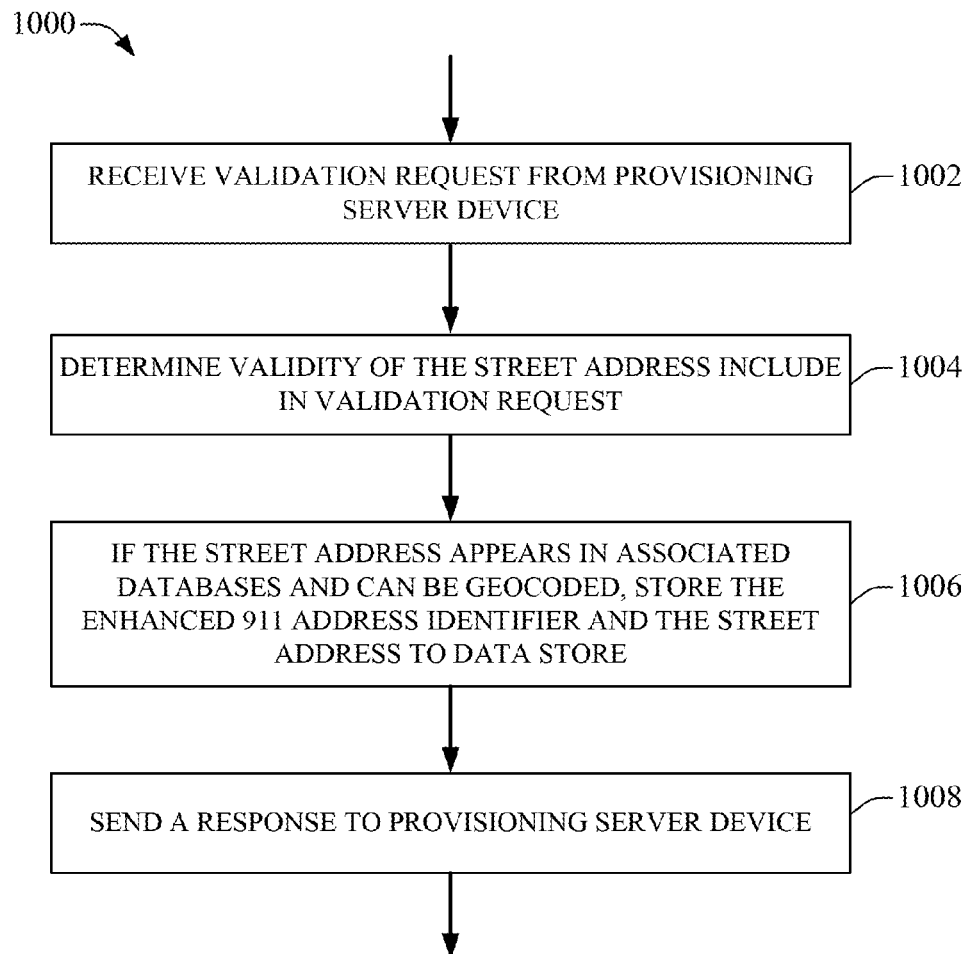 1000
RECEIVE VALIDATION REQUEST FROM PROVISIONING
SERVER DEVICE
1002
DETERMINE VALIDITY OF THE STREET ADDRESS INCLUDE
IN VALIDATION REQUEST
1004
IF THE STREET ADDRESS APPEARS IN ASSOCIATED
DATABASES AND CAN BE GEOCODED, STORE THE
ENHANCED 911 ADDRESS IDENTIFIER AND THE STREET
ADDRESS TO DATA STORE
1006
SEND A RESPONSE TO PROVISIONING SERVER DEVICE
1008